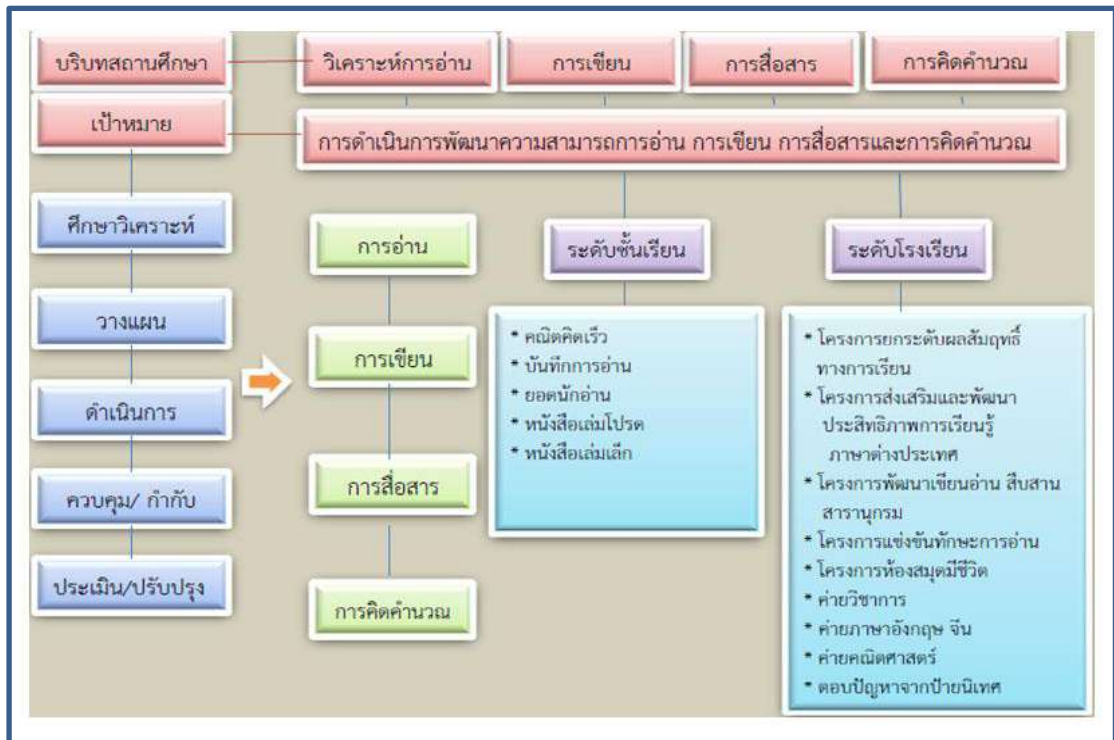 บริบทสถานศึกษา
วิเคราะห์การอ่าน
การเขียน
การสื่อสาร
การคิดคำนวณ
เป้าหมาย
การดำเนินการพัฒนาความสามารถการอ่าน การเขียน การสื่อสารและการคิดคำนวณ
ศึกษาวิเคราะห์
วางแผน
ดำเนินการ
ควบคุม/ กำกับ
ประเมิน/ปรับปรุง
การอ่าน
การเขียน
การสื่อสาร
การคิดคำนวณ
ระดับชั้นเรียน
* คณิตคิดเร็ว
* บันทึกการอ่าน
* ยอดนักอ่าน
* หนังสือเล่มโปรด
* หนังสือเล่มเล็ก
ระดับโรงเรียน
* โครงการยกระดับผลสัมฤทธิ์
ทางการเรียน
* โครงการส่งเสริมและพัฒนา
ประสิทธิภาพการเรียนรู้
ภาษาต่างประเทศ
* โครงการพัฒนาเขียนอ่าน สืบสาน
สารานุกรม
* โครงการแข่งขันทักษะการอ่าน
* โครงการห้องสมุดมีชีวิต
* ค่ายวิชาการ
* ค่ายภาษาอังกฤษ จีน
* ค่ายคณิตศาสตร์
* ตอบปัญหาจากป้ายนิเทศ